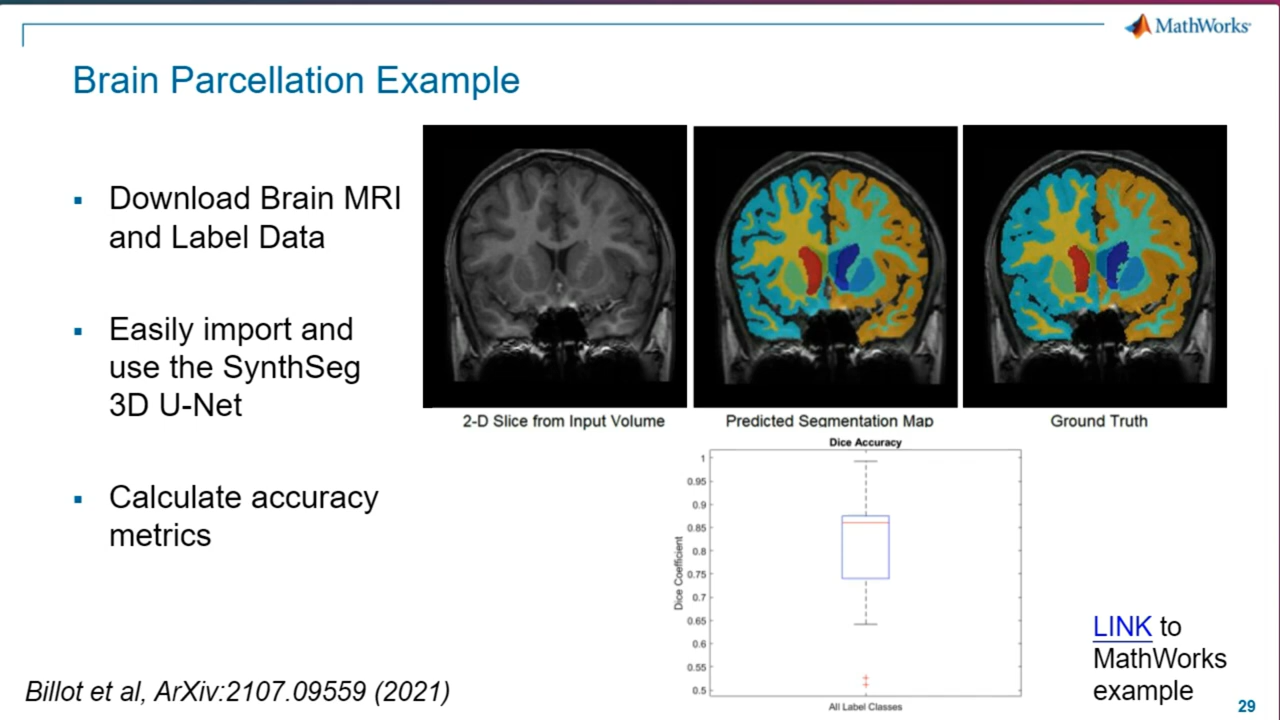 MathWorks
Brain Parcellation Example
Download Brain MRI
and Label Data
Easily import and
use the SynthSeg
3D U-Net
Calculate accuracy
metrics
2-D Slice from Input Volume
Predicted Segmentation Map
Ground Truth
Dice Accuracy
1
0.95
0.9
0.85
0.8
0.75
0.7
0.65
0.6
0.55
0.5
Dice Coefficient
All Label Classes
LINK to
MathWorks
example
Billot et al, ArXiv:2107.09559 (2021)
29